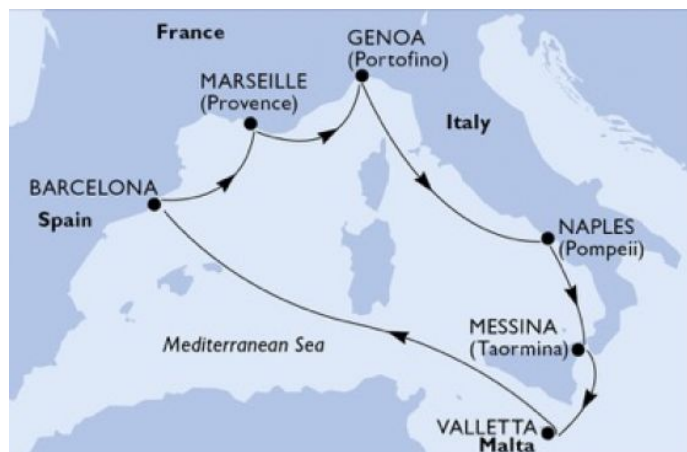 France
GENOA
(Portofino)
MARSEILLE
(Provence)
Italy
BARCELONA
Spain
NAPLES
(Pompeii)
MESSINA
(Taormina)
Mediterranean Sea
VALLETTA
Malta